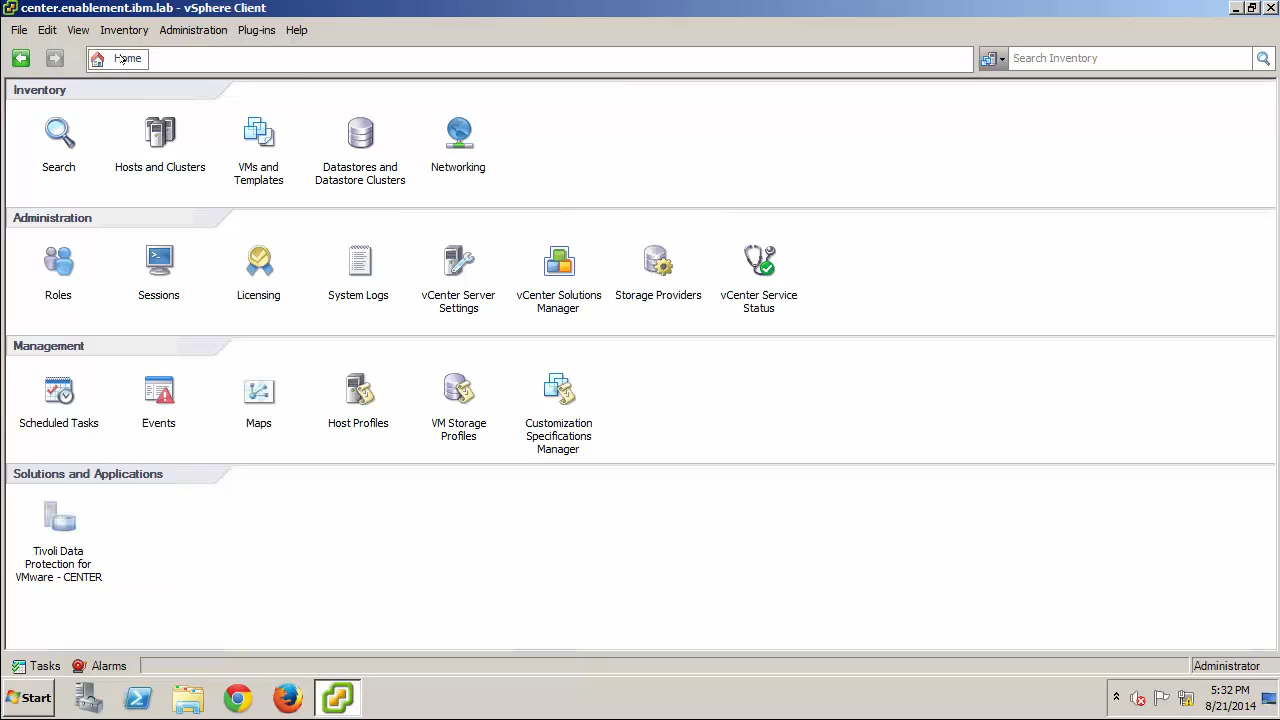 center.enablement.ibm.lab - vSphere Client
File Edit View Inventory Administration Plug-ins Help
Home
Search Inventory
Inventory
Search
Hosts and Clusters
VMs and
Templates
Datastores and
Datastore Clusters
Networking
Administration
Roles
Sessions
Licensing
System Logs
vCenter Server
Settings
vCenter Solutions
Manager
Storage Providers
vCenter Service
Status
Management
Scheduled Tasks
Events
Maps
Host Profiles
VM Storage
Profiles
Customization
Specifications
Manager
Solutions and Applications
Tivoli Data
Protection for
VMware - CENTER
Tasks
Alarms
Administrator
Start
5:32 PM
8/21/2014